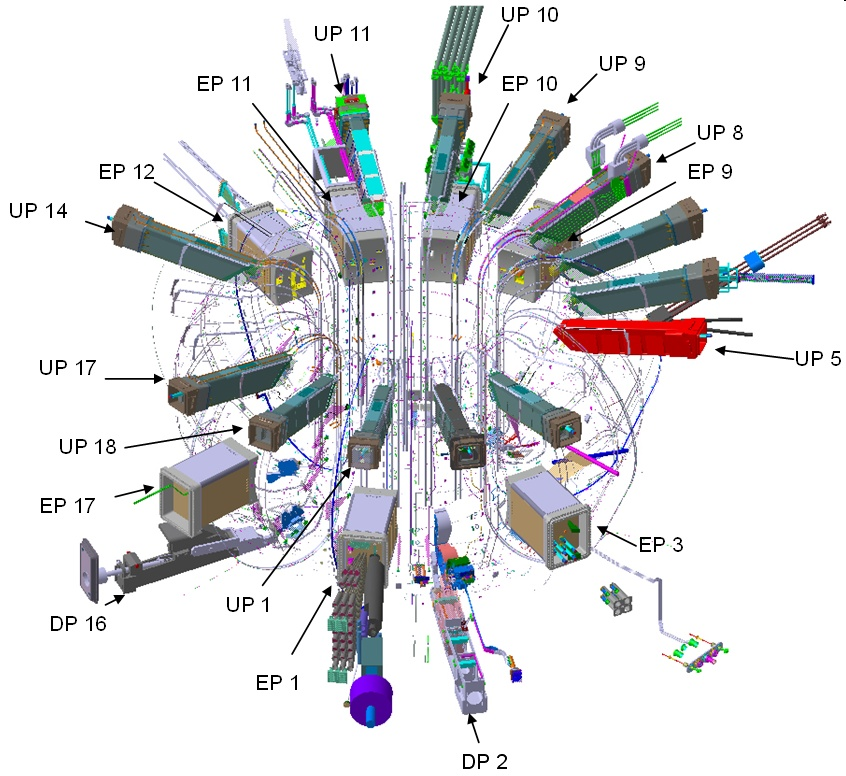 UP 10
UP 11
UP 9
EP 11
EP 10
UP 8
EP 12
EP 9
UP 14
UP 5
UP 17
UP 18
EP 17
EP 3
UP 1
DP 16
EP 1
DP 2